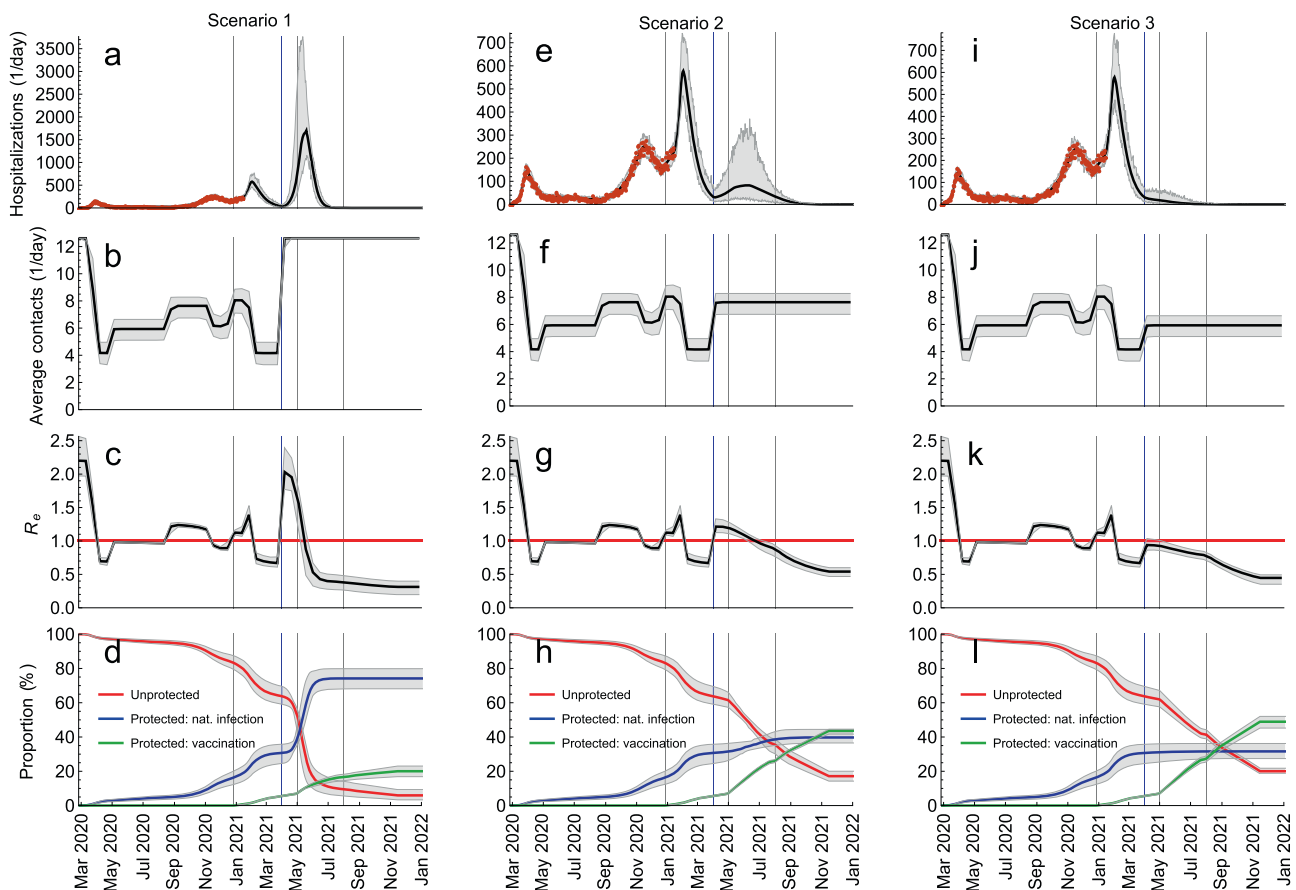 Scenario 1
Scenario 2
Scenario 3
Hospitalizations (1/day)
a
3500
3000
2500
2000
1500
1000
500
0
e
700
600
500
400
300
200
100
0
i
700
600
500
400
300
200
100
0
Average contacts (1/day)
b
12
10
8
6
4
2
0
f
12
10
8
6
4
2
0
j
12
10
8
6
4
2
0
Re
c
2.5
2.0
1.5
1.0
0.5
0.0
g
2.5
2.0
1.5
1.0
0.5
0.0
k
2.5
2.0
1.5
1.0
0.5
0.0
Proportion (%)
d
100
80
60
40
20
0
Unprotected
Protected: nat. infection
Protected: vaccination
h
100
80
60
40
20
0
Unprotected
Protected: nat. infection
Protected: vaccination
l
100
80
60
40
20
0
Unprotected
Protected: nat. infection
Protected: vaccination
Mar 2020
May 2020
Jul 2020
Sep 2020
Nov 2020
Jan 2021
Mar 2021
May 2021
Jul 2021
Sep 2021
Nov 2021
Jan 2022
Mar 2020
May 2020
Jul 2020
Sep 2020
Nov 2020
Jan 2021
Mar 2021
May 2021
Jul 2021
Sep 2021
Nov 2021
Jan 2022
Mar 2020
May 2020
Jul 2020
Sep 2020
Nov 2020
Jan 2021
Mar 2021
May 2021
Jul 2021
Sep 2021
Nov 2021
Jan 2022